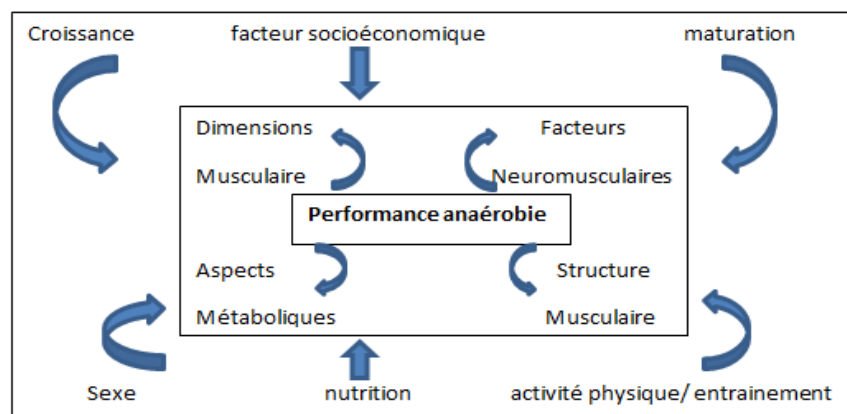 Croissance facteur socioéconomique maturation
Dimensions Facteurs
Musculaire Neuromusculaires
Performance anaérobie
Aspects Structure
Métaboliques Musculaire
Sexe nutrition activité physique/ entrainement